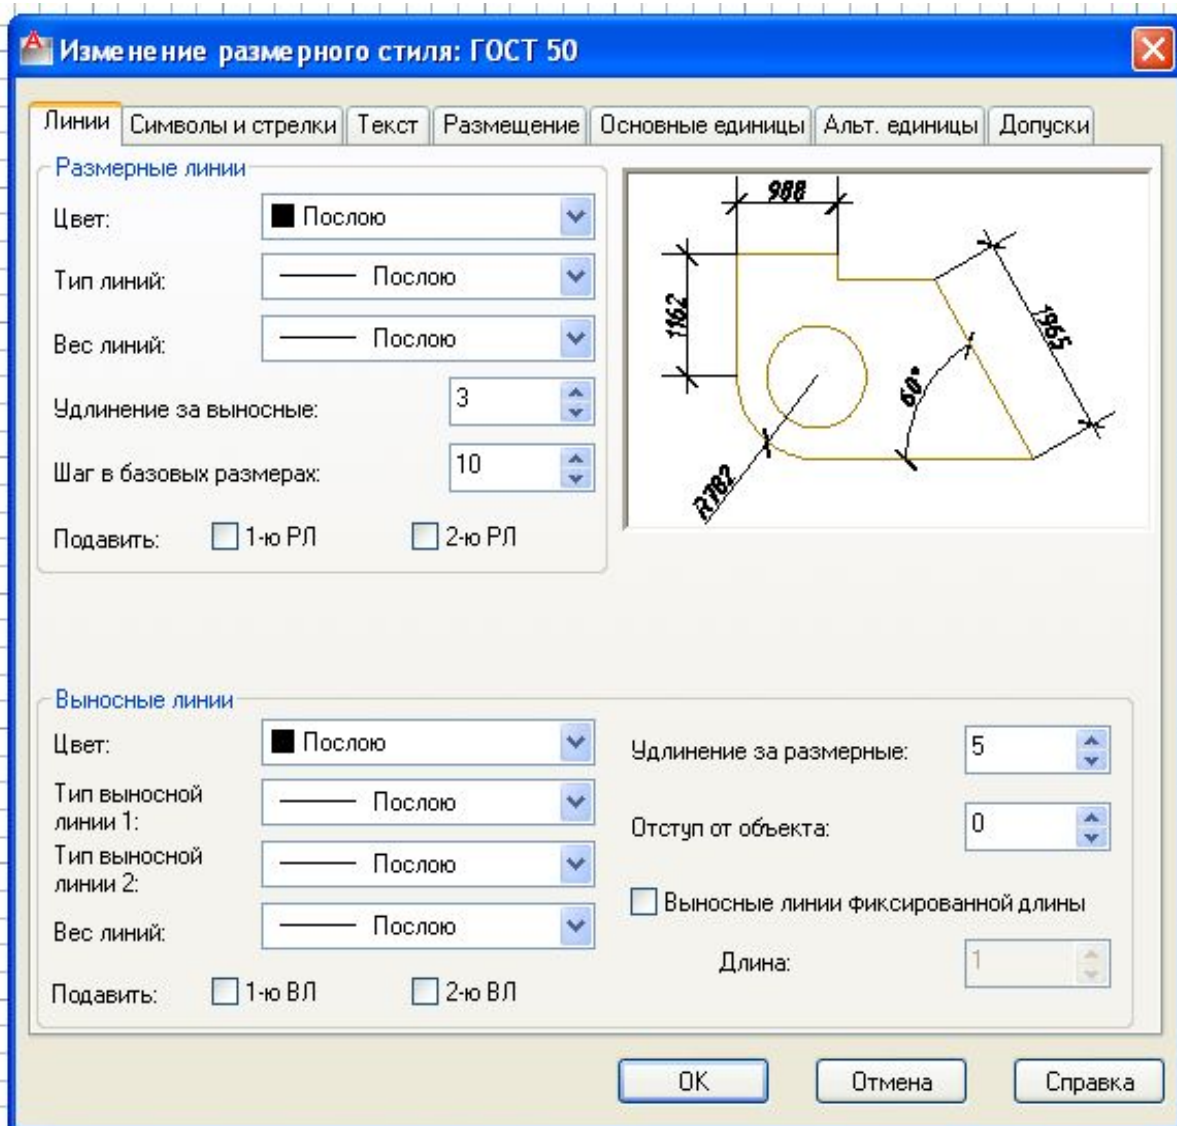 Изменение размерного стиля: ГОСТ 50
Линии Символы и стрелки Текст Размещение Основные единицы Альт. единицы Допуски
Размерные линии
Цвет: Послою
Тип линий: Послою
Вес линий: Послою
Удлинение за выносные: 3
Шаг в базовых размерах: 10
Подавить: 1-ю РЛ 2-ю РЛ
988
1162
1965
60°
R782
Выносные линии
Цвет: Послою
Тип выносной
линии 1: Послою
Тип выносной
линии 2: Послою
Вес линий: Послою
Подавить: 1-ю ВЛ 2-ю ВЛ
Удлинение за размерные: 5
Отступ от объекта: 0
Выносные линии фиксированной длины
Длина: 1
OK Отмена Справка